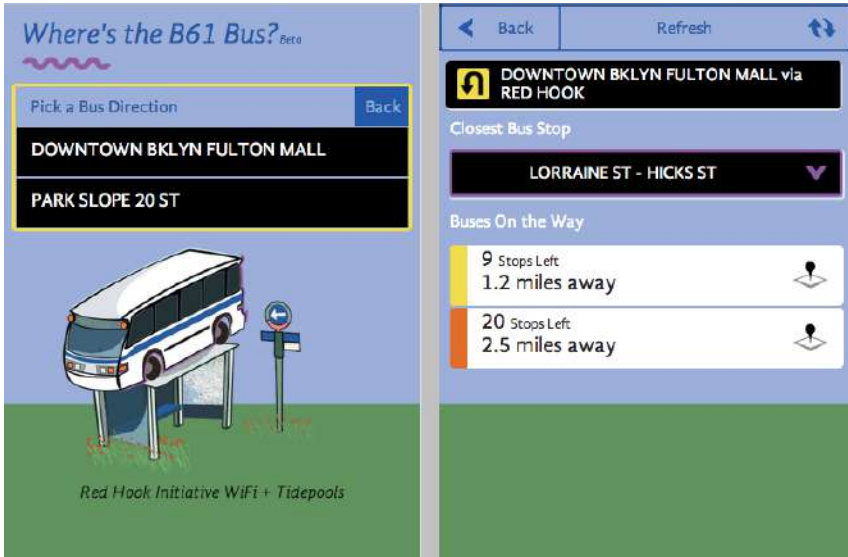 Where's the B61 Bus? Beta
Pick a Bus Direction Back
DOWNTOWN BKLYN FULTON MALL
PARK SLOPE 20 ST
Red Hook Initiative WiFi + Tidepools
Back Refresh
DOWNTOWN BKLYN FULTON MALL via
RED HOOK
Closest Bus Stop
LORRAINE ST - HICKS ST
Buses On the Way
9 Stops Left
1.2 miles away
20 Stops Left
2.5 miles away